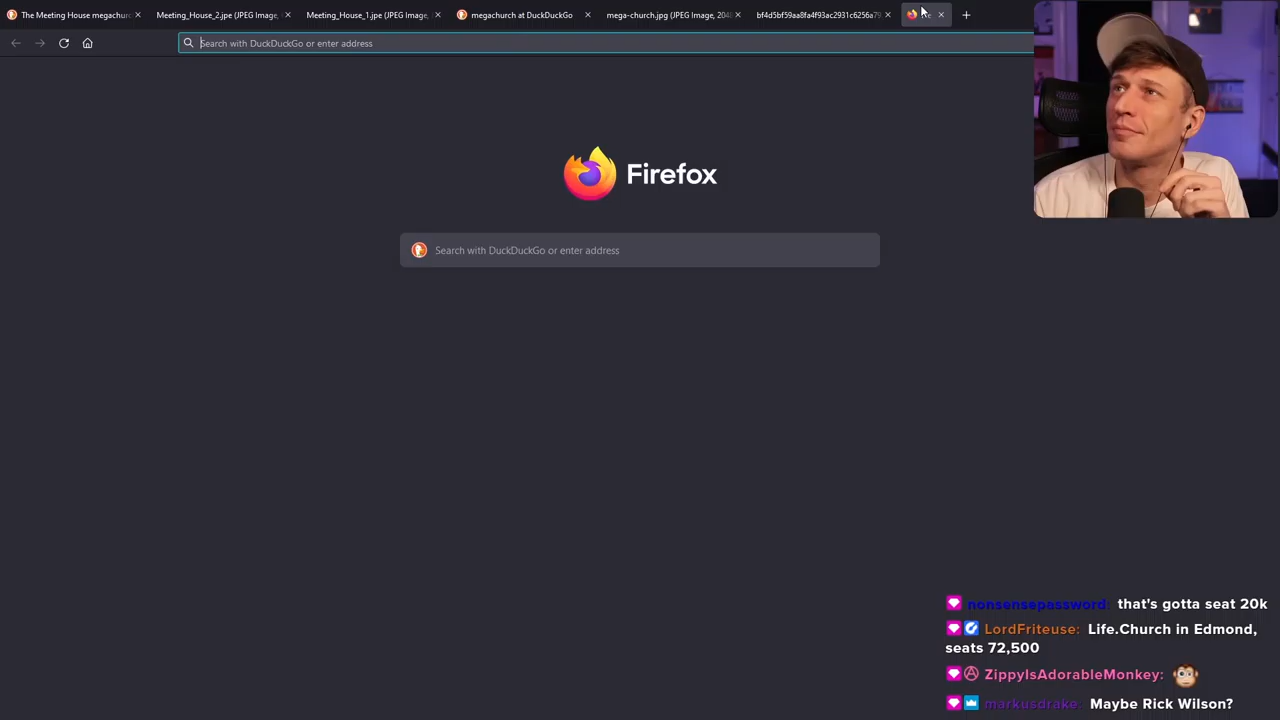 The Meeting House megachurc
Meeting_House_2.jpe (JPEG Image,
Meeting_House_1.jpe (JPEG Image,
megachurch at DuckDuckGo
mega-church.jpg (JPEG Image, 204
bf4d5bf59aa8fa4f93ac2931c6256a79
Search with DuckDuckGo or enter address
Firefox
Search with DuckDuckGo or enter address
nonsensepassword: that's gotta seat 20k
LordFriteuse: Life.Church in Edmond,
seats 72,500
ZippyIsAdorableMonkey:
markusdrake: Maybe Rick Wilson?